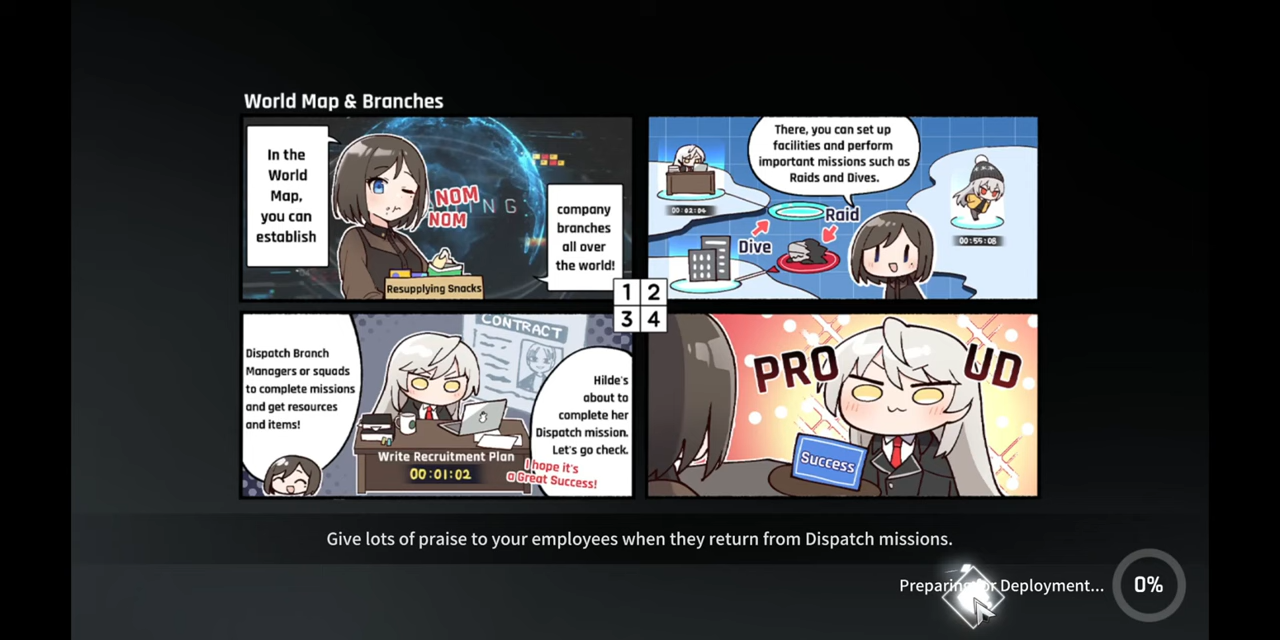 World Map & Branches
In the
World
Map,
you can
establish
NOM
NOM
company
branches
all over
the world!
Resupplying Snacks
There, you can set up
facilities and perform
important missions such as
Raids and Dives.
00:02:04
Raid
Dive
00:55:08
1 2
3 4
Dispatch Branch
Managers or squads
to complete missions
and get resources
and items!
CONTRACT
Hilde's
about to
complete her
Dispatch mission.
Let's go check.
I hope it's
a Great Success!
Write Recruitment Plan
00:01:02
PRO UD
Success
Give lots of praise to your employees when they return from Dispatch missions.
Preparing for Deployment...
0%